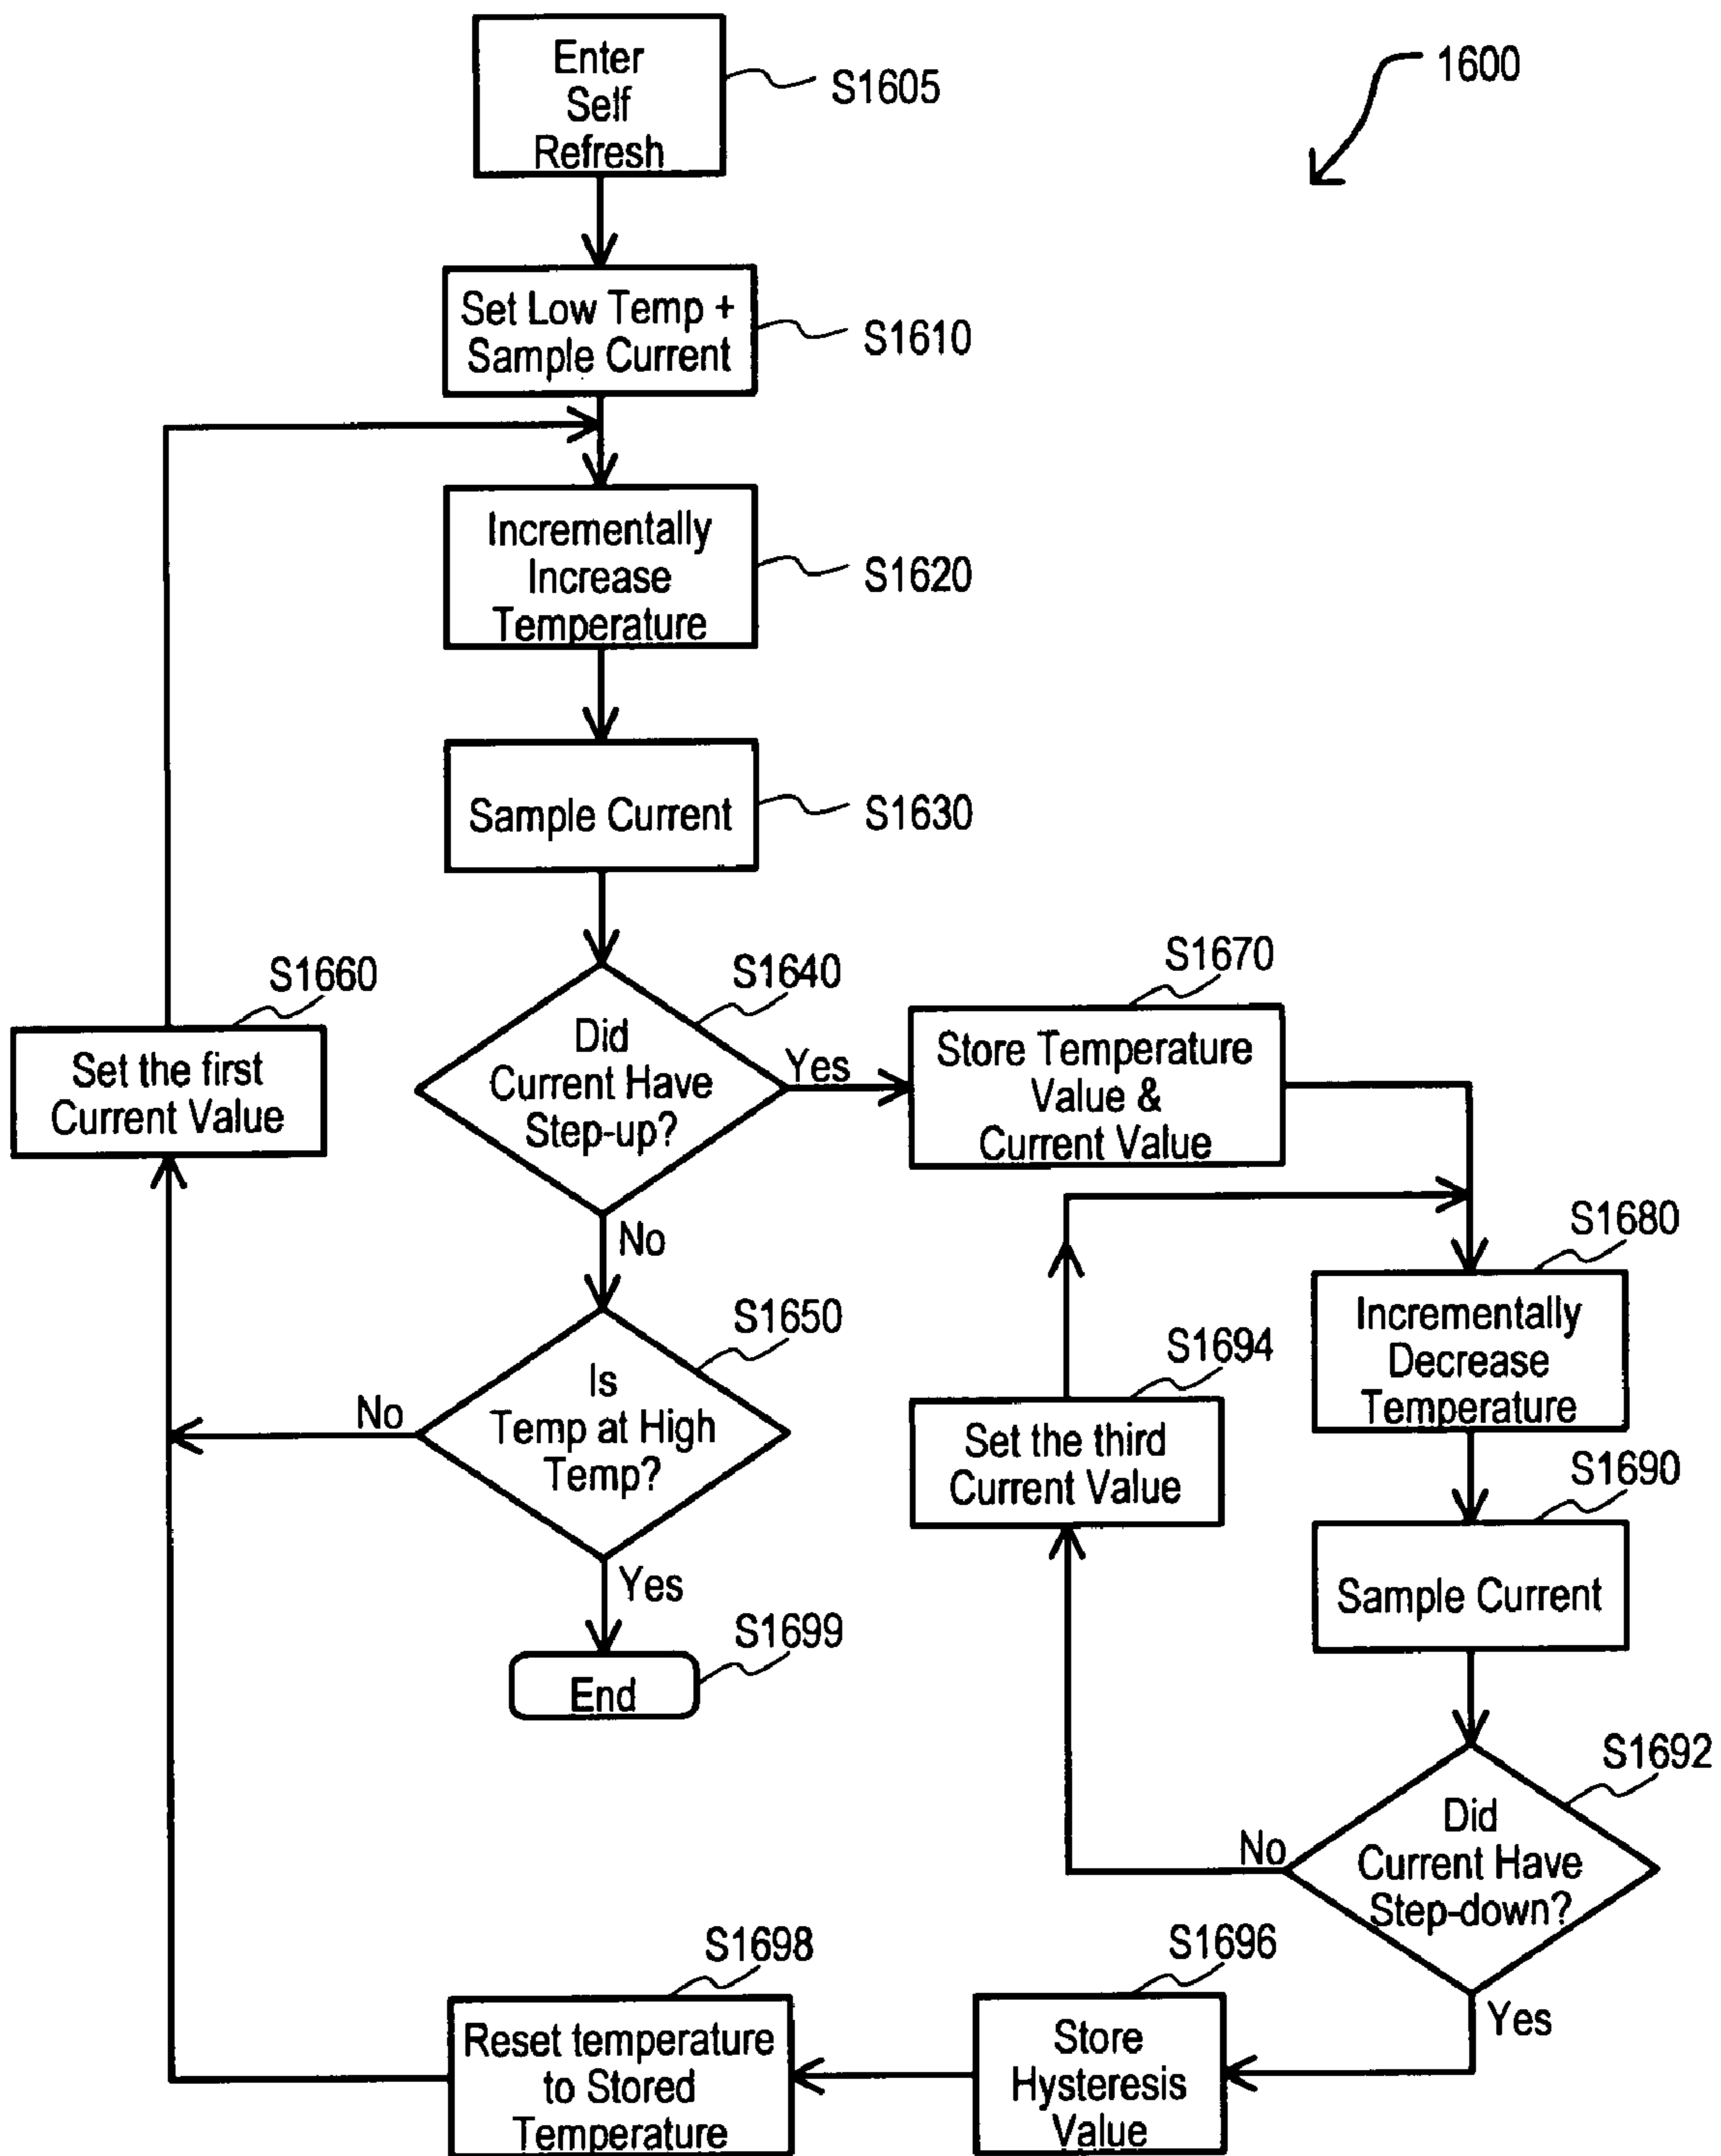 Enter
Self
Refresh
S1605
1600
Set Low Temp +
Sample Current
S1610
Incrementally
Increase
Temperature
S1620
Sample Current
S1630
S1660
Set the first
Current Value
S1640
Did
Current Have
Step-up?
Yes
No
S1670
Store Temperature
Value &
Current Value
S1680
Incrementally
Decrease
Temperature
S1650
Is
Temp at High
Temp?
No
Yes
S1694
Set the third
Current Value
S1690
Sample Current
S1699
End
S1692
Did
Current Have
Step-down?
No
Yes
S1698
Reset temperature
to Stored
Temperature
S1696
Store
Hysteresis
Value